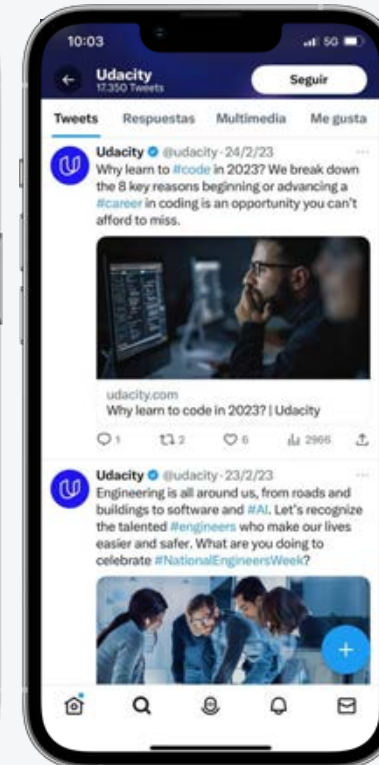 10:03
5G
Udacity
17.350 Tweets
Seguir
Tweets Respuestas Multimedia Me gusta
Udacity @udacity · 24/2/23
Why learn to #code in 2023? We break down
the 8 key reasons beginning or advancing a
#career in coding is an opportunity you can't
afford to miss.
udacity.com
Why learn to code in 2023? | Udacity
1 2 6 2966
Udacity @udacity · 23/2/23
Engineering is all around us, from roads and
buildings to software and #AI. Let's recognize
the talented #engineers who make our lives
easier and safer. What are you doing to
celebrate #NationalEngineersWeek?